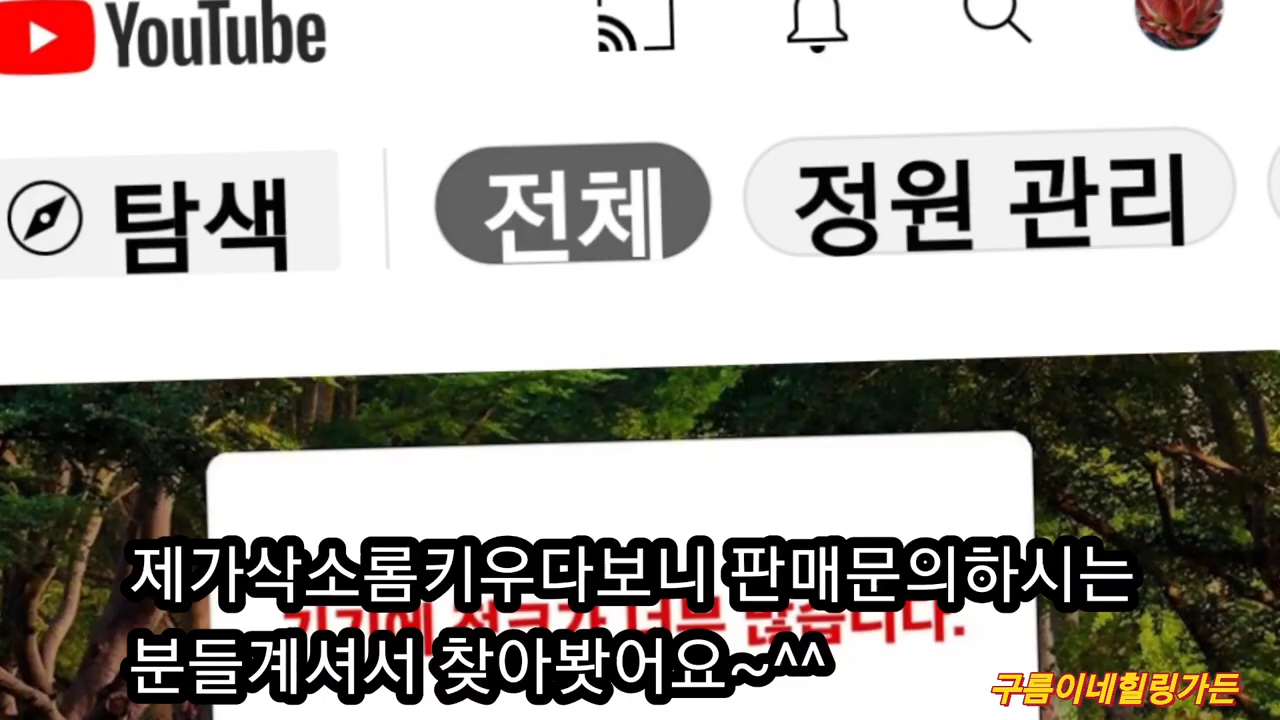 YouTube
탐색
전체
정원 관리
제가삭소롬키우다보니 판매문의하시는
분들계셔서 찾아봣어요~^^
구름이네힐링가든